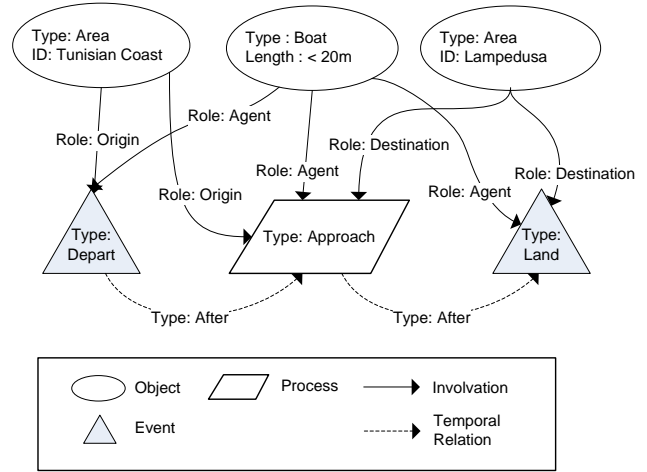 Type: Area
ID: Tunisian Coast
Type : Boat
Length : < 20m
Type: Area
ID: Lampedusa
Role: Agent
Role: Origin
Role: Destination
Role: Agent
Role: Destination
Role: Origin
Role: Agent
Type:
Depart
Type: Approach
Type:
Land
Type: After
Type: After
Object
Process
Involvation
Event
Temporal
Relation